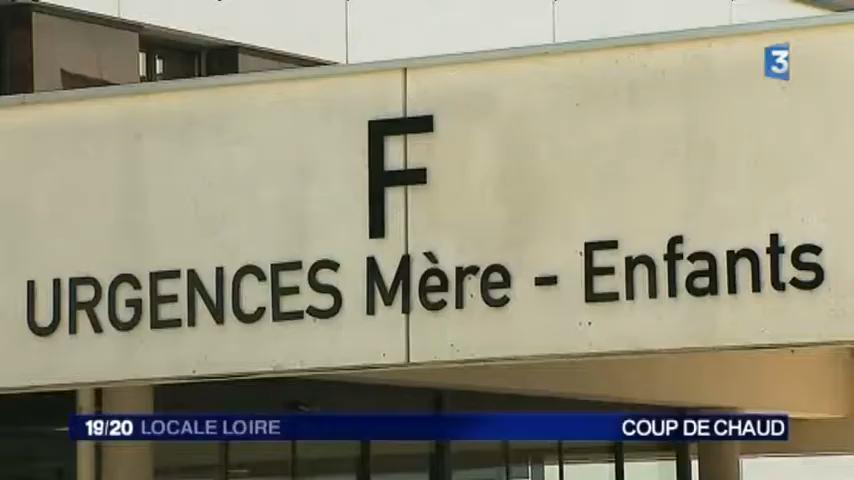 3
F
URGENCES Mère - Enfants
19/20 LOCALE LOIRE
COUP DE CHAUD